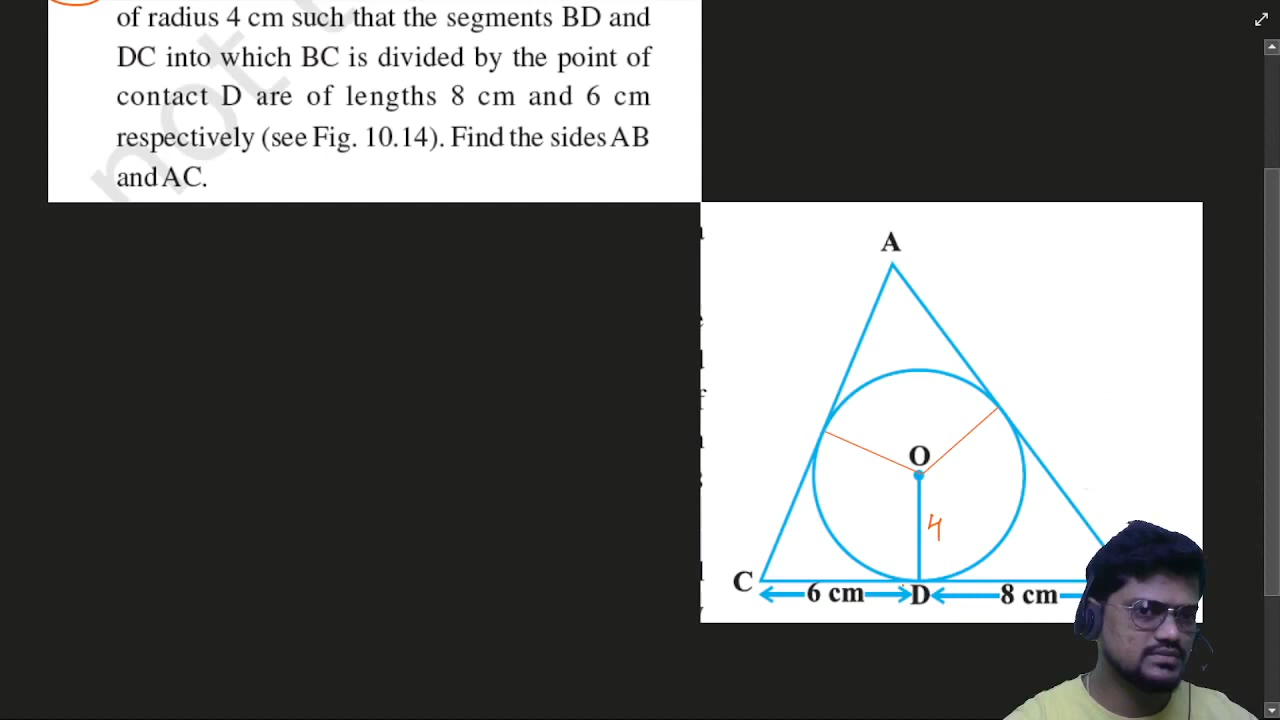 of radius 4 cm such that the segments BD and
DC into which BC is divided by the point of
contact D are of lengths 8 cm and 6 cm
respectively (see Fig. 10.14). Find the sides AB
and AC.
not
A
O
4
C
6 cm
D
8 cm